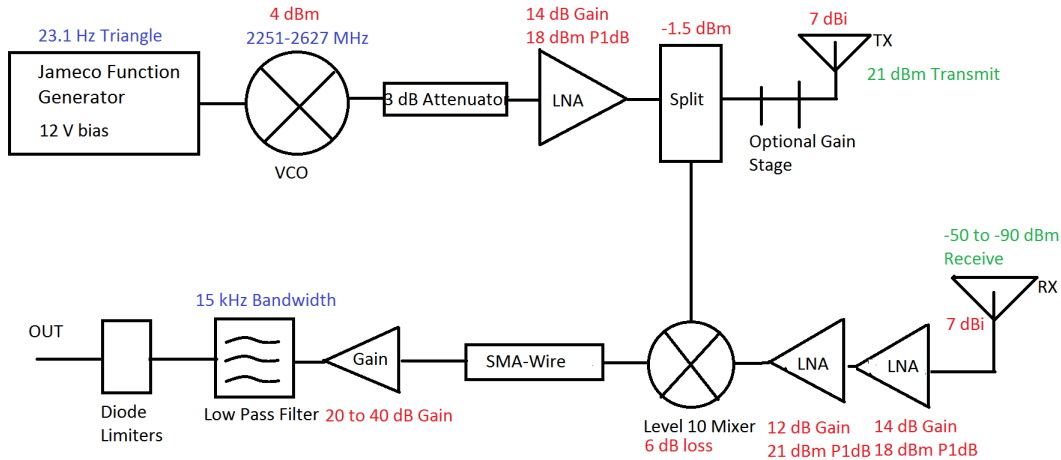 4 dBm
14 dB Gain
7 dBi
23.1 Hz Triangle
2251-2627 MHz
18 dBm P1dB
-1.5 dBm
TX
Jameco Function
Generator
12 V bias
21 dBm Transmit
3 dB Attenuator
LNA
Split
Optional Gain
Stage
VCO
-50 to -90 dBm
Receive
RX
15 kHz Bandwidth
7 dBi
OUT
Gain
SMA-Wire
LNA
LNA
Diode
Limiters
Low Pass Filter
20 to 40 dB Gain
Level 10 Mixer
6 dB loss
12 dB Gain
21 dBm P1dB
14 dB Gain
18 dBm P1dB